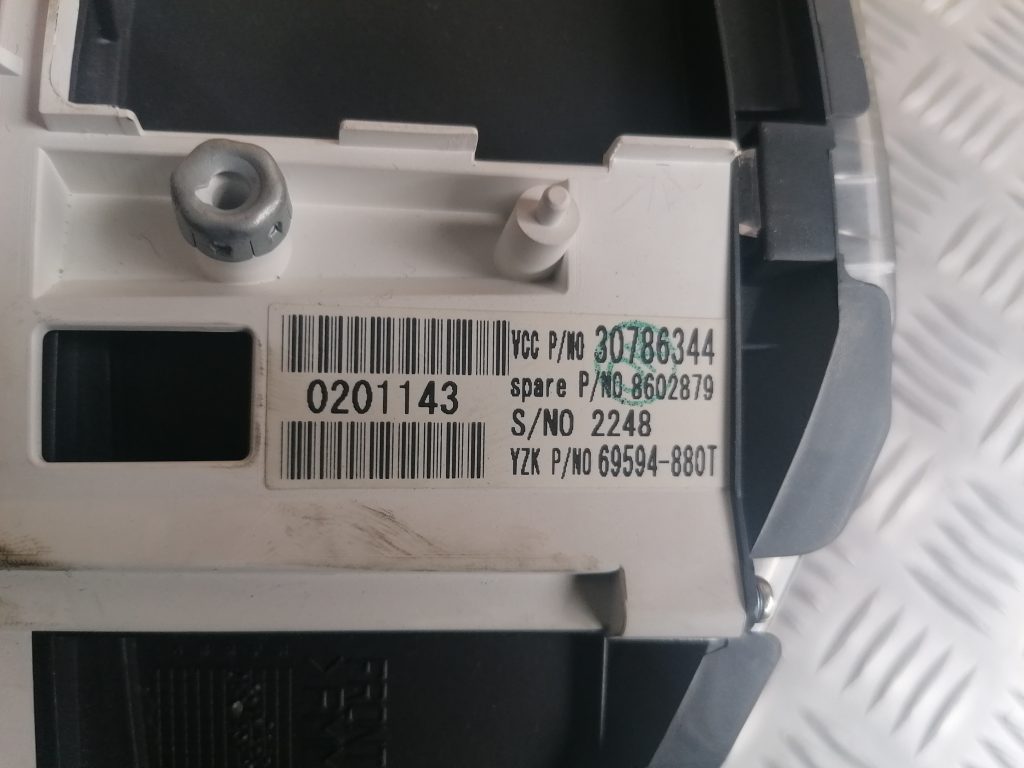 VCC P/NO 30786344
spare P/NO 8602879
0201143
S/NO 2248
YZK P/NO 69594-880T